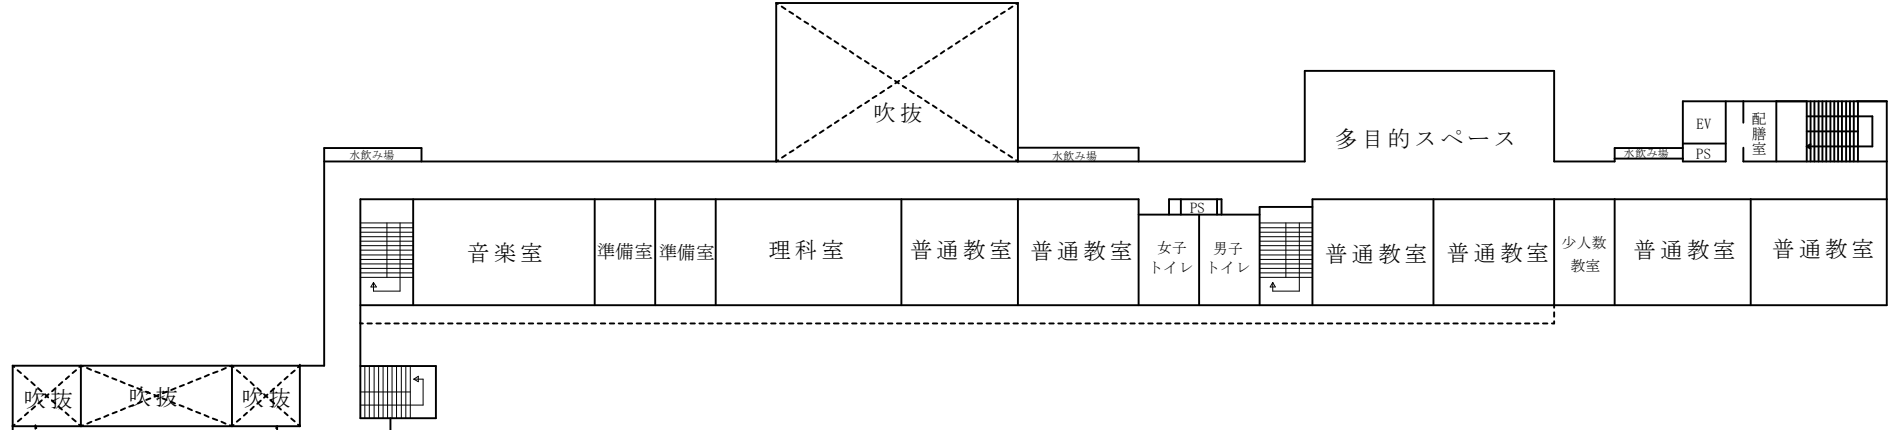 吹抜
多目的スペース
EV
配膳室
水飲み場
水飲み場
水飲み場
PS
PS
音楽室
準備室
準備室
理科室
普通教室
普通教室
女子
トイレ
男子
トイレ
普通教室
普通教室
少人数
教室
普通教室
普通教室
吹抜
吹抜
吹抜